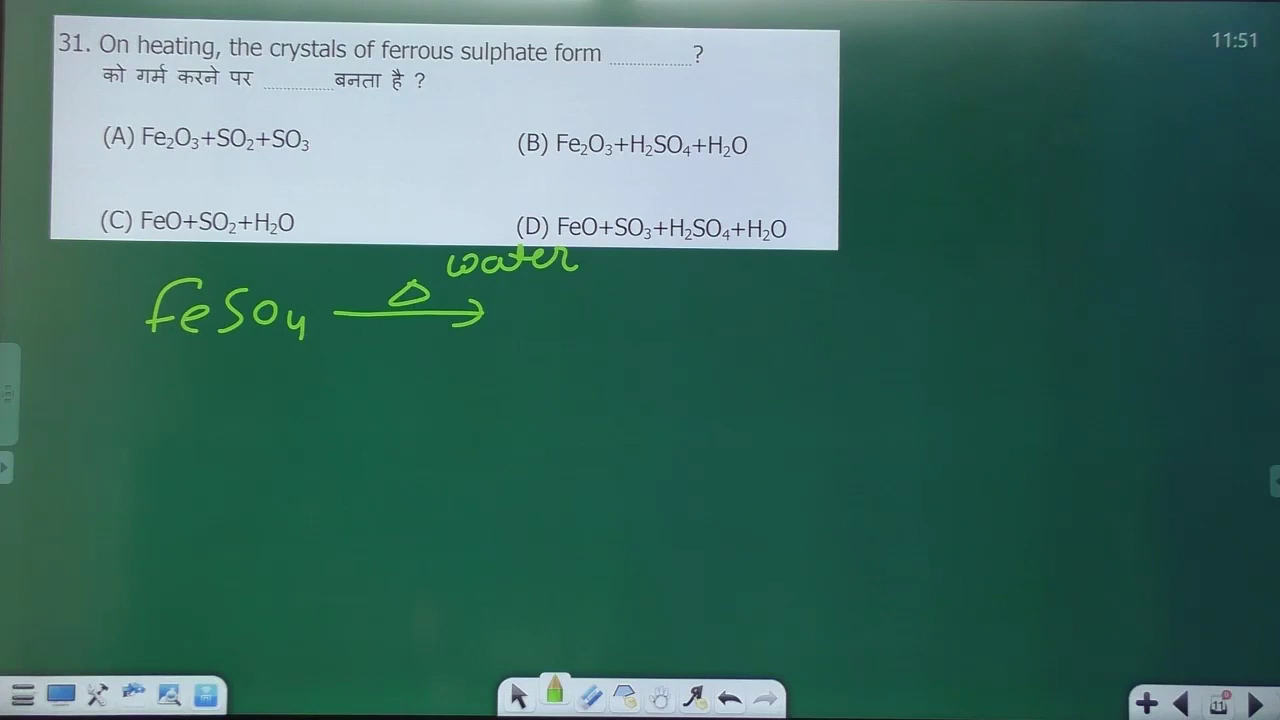 11:51
31. On heating, the crystals of ferrous sulphate form ..................?
को गर्म करने पर ...............बनता है ?
(A) Fe₂O₃+SO₂+SO₃
(B) Fe₂O₃+H₂SO₄+H₂O
(C) FeO+SO₂+H₂O
(D) FeO+SO₃+H₂SO₄+H₂O
water
FeSO₄ —Δ→
11